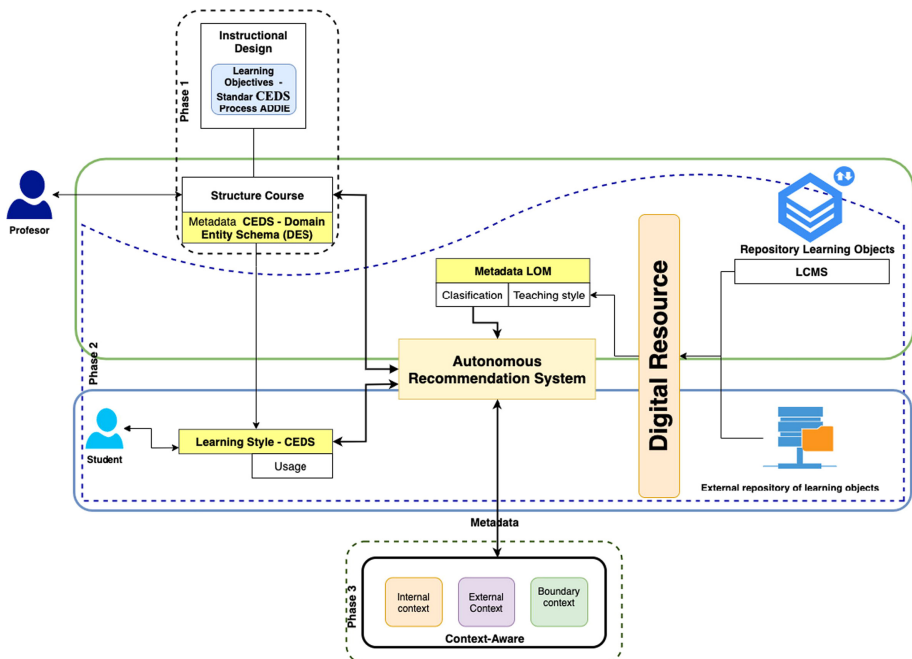 Instructional
Design
Learning
Objectives -
Standar CEDS
Process ADDIE
Phase 1
Structure Course
Metadata CEDS - Domain
Entity Schema (DES)
Profesor
Repository Learning Objects
LCMS
Metadata LOM
Clasification
Teaching style
Digital Resource
Autonomous
Recommendation System
Phase 2
Learning Style - CEDS
Usage
Student
External repository of learning objects
Metadata
Phase 3
Internal
context
External
Context
Boundary
context
Context-Aware